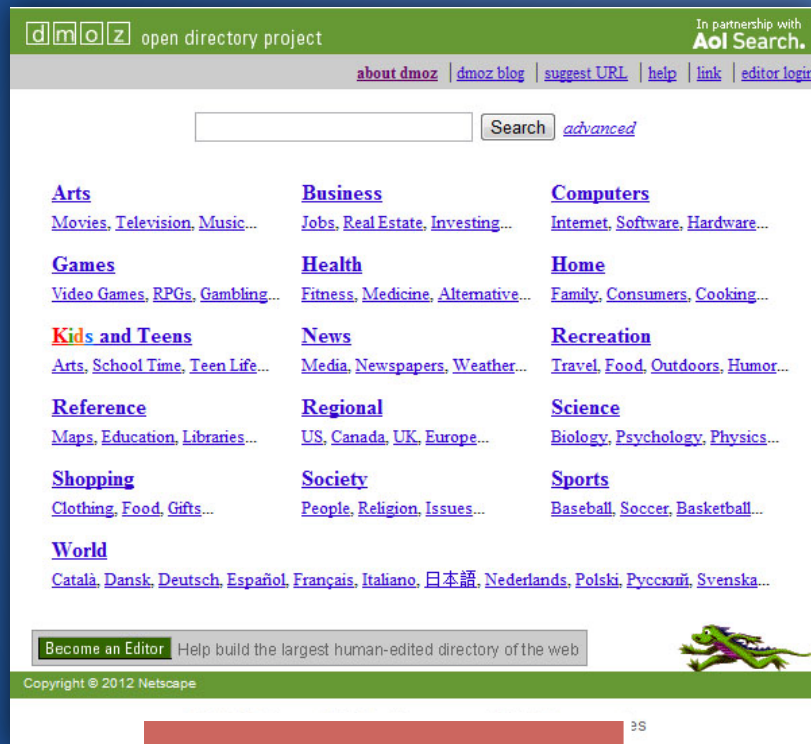 dmoz open directory project
In partnership with
Aol Search.
about dmoz | dmoz blog | suggest URL | help | link | editor login
Search advanced
Arts Business Computers
Movies, Television, Music... Jobs, Real Estate, Investing... Internet, Software, Hardware...
Games Health Home
Video Games, RPGs, Gambling... Fitness, Medicine, Alternative... Family, Consumers, Cooking...
Kids and Teens News Recreation
Arts, School Time, Teen Life... Media, Newspapers, Weather... Travel, Food, Outdoors, Humor...
Reference Regional Science
Maps, Education, Libraries... US, Canada, UK, Europe... Biology, Psychology, Physics...
Shopping Society Sports
Clothing, Food, Gifts... People, Religion, Issues... Baseball, Soccer, Basketball...
World
Català, Dansk, Deutsch, Español, Français, Italiano, 日本語, Nederlands, Polski, Русский, Svenska...
Become an Editor Help build the largest human-edited directory of the web
Copyright © 2012 Netscape